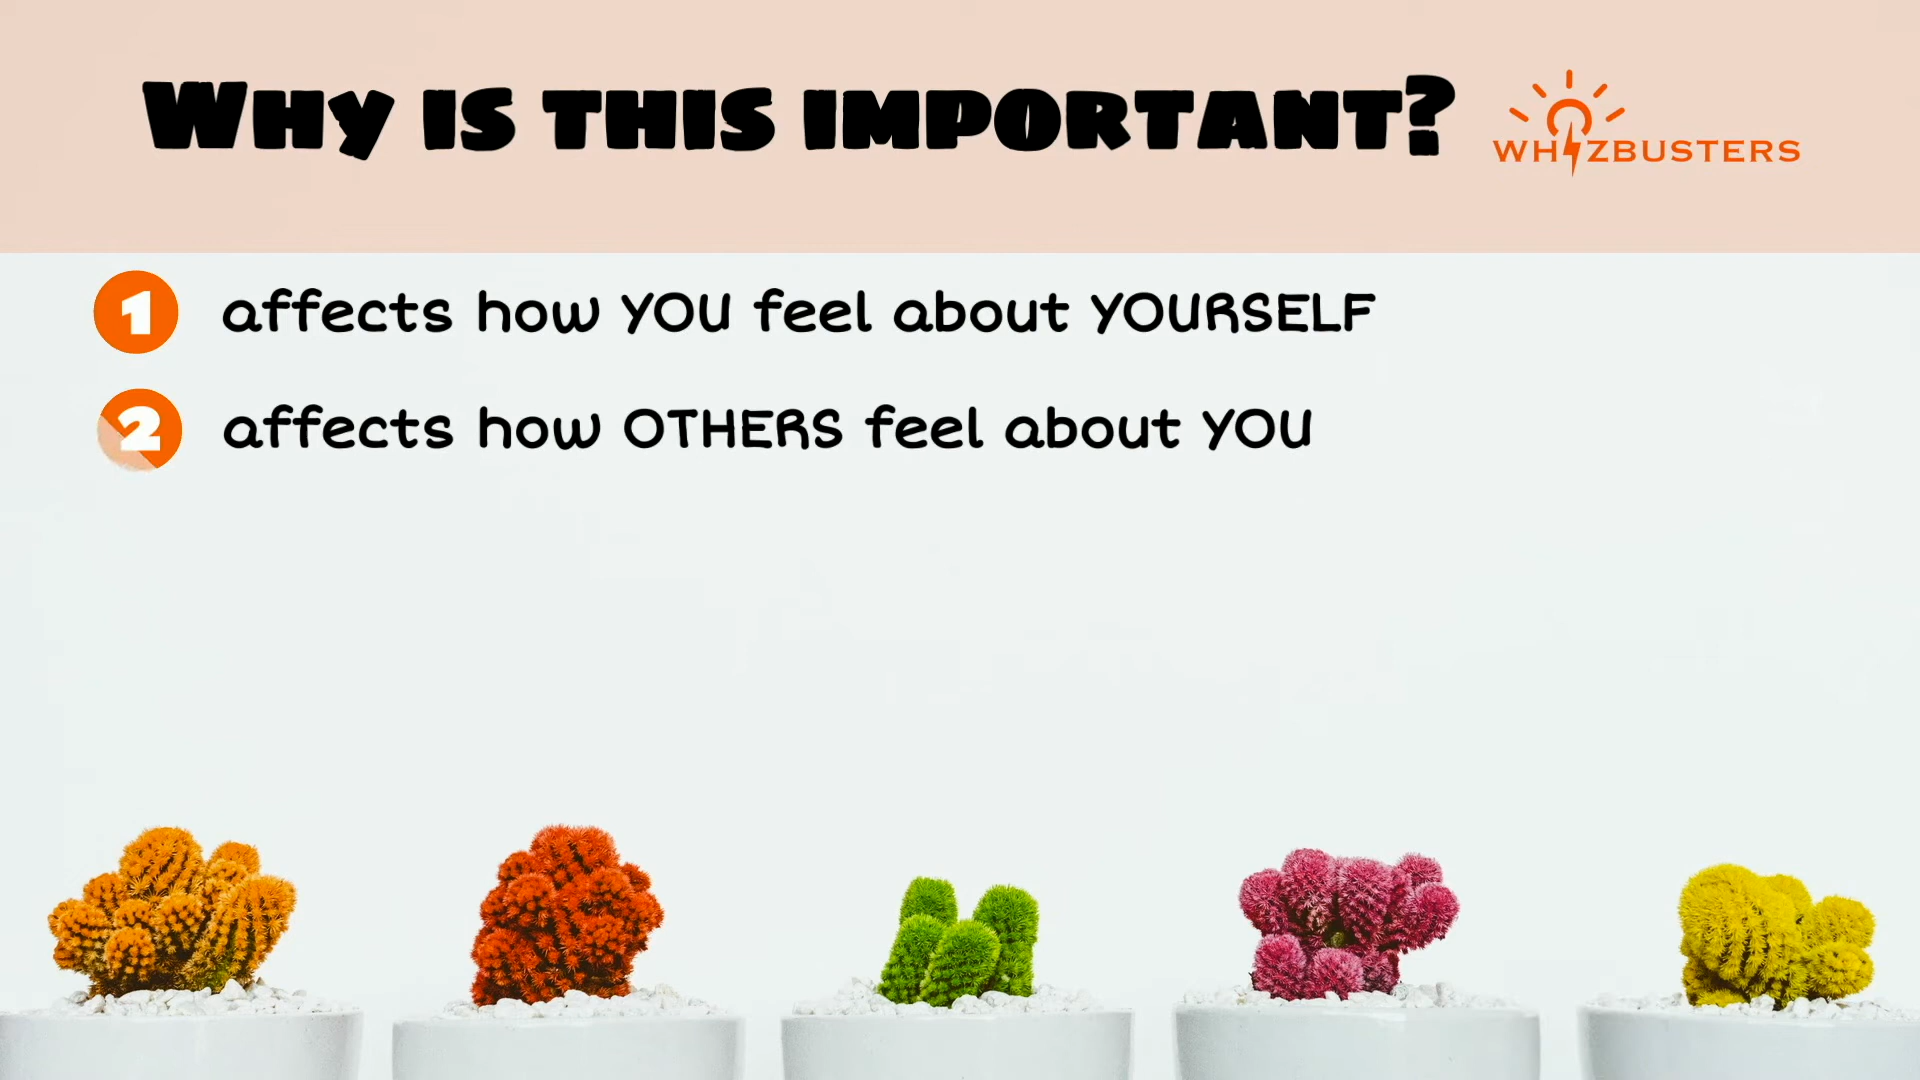 Why is this important?
WHIZBUSTERS
1 affects how YOU feel about YOURSELF
2 affects how OTHERS feel about YOU